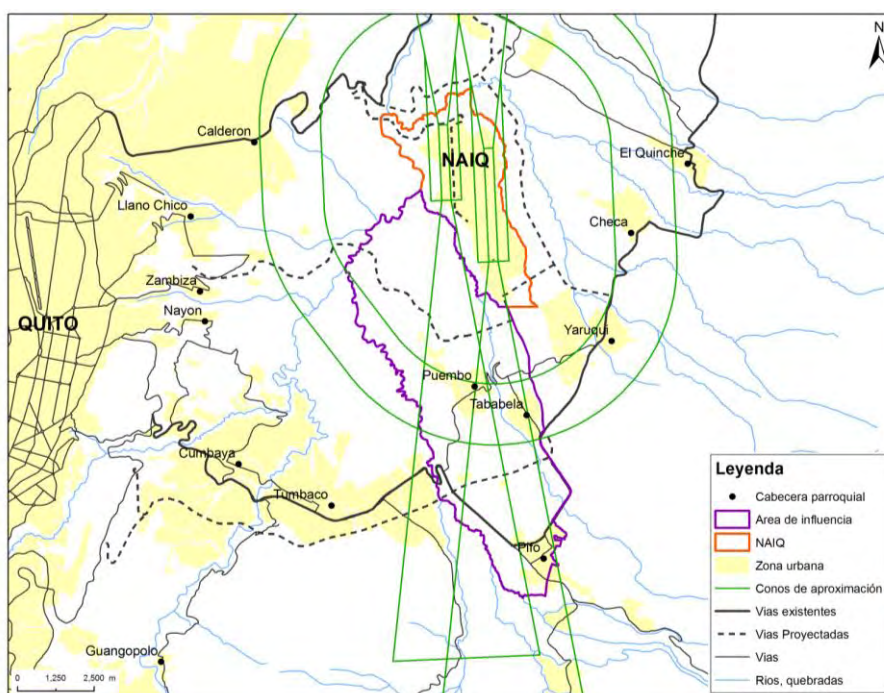 N
Calderon
NAIQ
El Quinche
Llano Chico
Checa
Zambiza
Nayon
QUITO
Yaruqui
Puembo
Tababela
Cumbaya
Tumbaco
Pifo
Guangopolo
0 1,250 2,500 m
Leyenda
Cabecera parroquial
Area de influencia
NAIQ
Zona urbana
Conos de aproximación
Vias existentes
Vias Proyectadas
Vias
Rios, quebradas